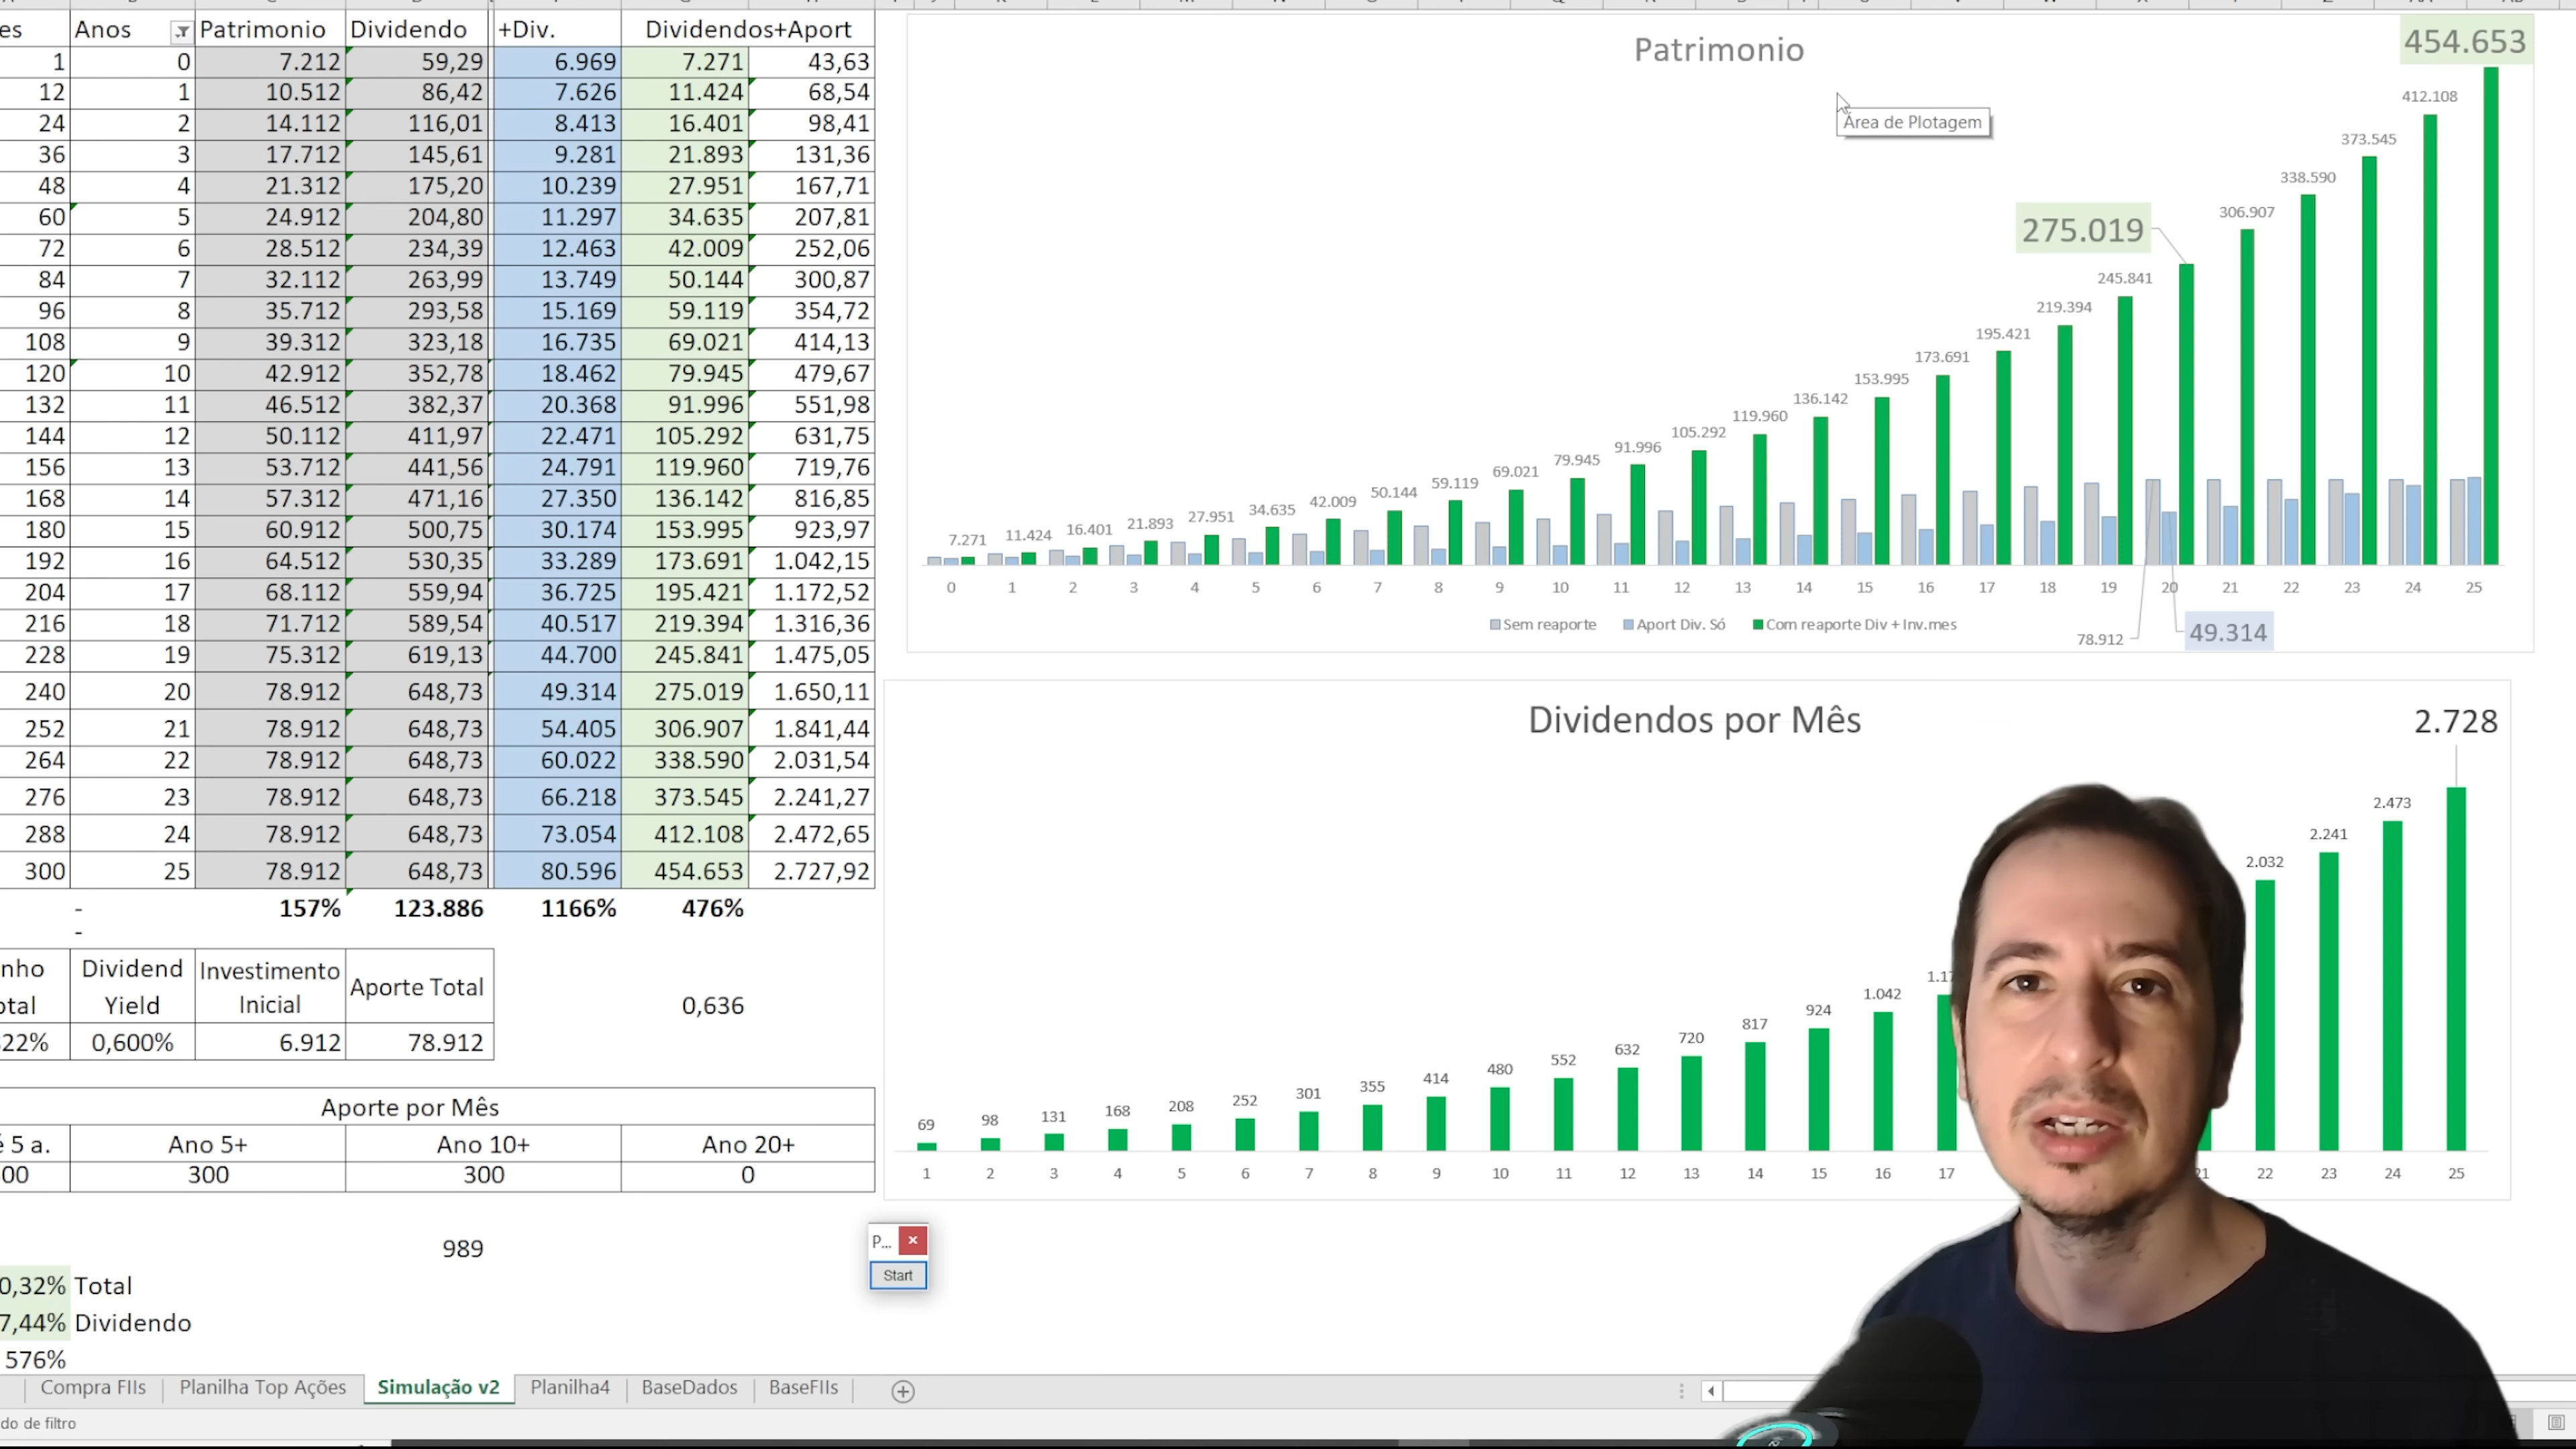 es Anos Patrimonio Dividendo +Div. Dividendos+Aport
1 0 7.212 59,29 6.969 7.271 43,63
12 1 10.512 86,42 7.626 11.424 68,54
24 2 14.112 116,01 8.413 16.401 98,41
36 3 17.712 145,61 9.281 21.893 131,36
48 4 21.312 175,20 10.239 27.951 167,71
60 5 24.912 204,80 11.297 34.635 207,81
72 6 28.512 234,39 12.463 42.009 252,06
84 7 32.112 263,99 13.749 50.144 300,87
96 8 35.712 293,58 15.169 59.119 354,72
108 9 39.312 323,18 16.735 69.021 414,13
120 10 42.912 352,78 18.462 79.945 479,67
132 11 46.512 382,37 20.368 91.996 551,98
144 12 50.112 411,97 22.471 105.292 631,75
156 13 53.712 441,56 24.791 119.960 719,76
168 14 57.312 471,16 27.350 136.142 816,85
180 15 60.912 500,75 30.174 153.995 923,97
192 16 64.512 530,35 33.289 173.691 1.042,15
204 17 68.112 559,94 36.725 195.421 1.172,52
216 18 71.712 589,54 40.517 219.394 1.316,36
228 19 75.312 619,13 44.700 245.841 1.475,05
240 20 78.912 648,73 49.314 275.019 1.650,11
252 21 78.912 648,73 54.405 306.907 1.841,44
264 22 78.912 648,73 60.022 338.590 2.031,54
276 23 78.912 648,73 66.218 373.545 2.241,27
288 24 78.912 648,73 73.054 412.108 2.472,65
300 25 78.912 648,73 80.596 454.653 2.727,92
- 157% 123.886 1166% 476%
-
nho Dividend Investimento Aporte Total
otal Yield Inicial
0,636
22% 0,600% 6.912 78.912
Aporte por Mês
é 5 a. Ano 5+ Ano 10+ Ano 20+
00 300 300 0
989
0,32% Total
7,44% Dividendo
576%
Patrimonio
Área de Plotagem
7.271 11.424 16.401 21.893 27.951 34.635 42.009 50.144 59.119 69.021 79.945 91.996 105.292 119.960 136.142 153.995 173.691 195.421 219.394 245.841 275.019 306.907 338.590 373.545 412.108 454.653
0 1 2 3 4 5 6 7 8 9 10 11 12 13 14 15 16 17 18 19 20 21 22 23 24 25
Sem reaporte Aport Div. Só Com reaporte Div + Inv.mes
78.912 49.314
Dividendos por Mês
69 98 131 168 208 252 301 355 414 480 552 632 720 817 924 1.042 1.17 2.032 2.241 2.473 2.728
1 2 3 4 5 6 7 8 9 10 11 12 13 14 15 16 17 21 22 23 24 25
P...
Start
Compra FIIs Planilha Top Ações Simulação v2 Planilha4 BaseDados BaseFIIs
do de filtro